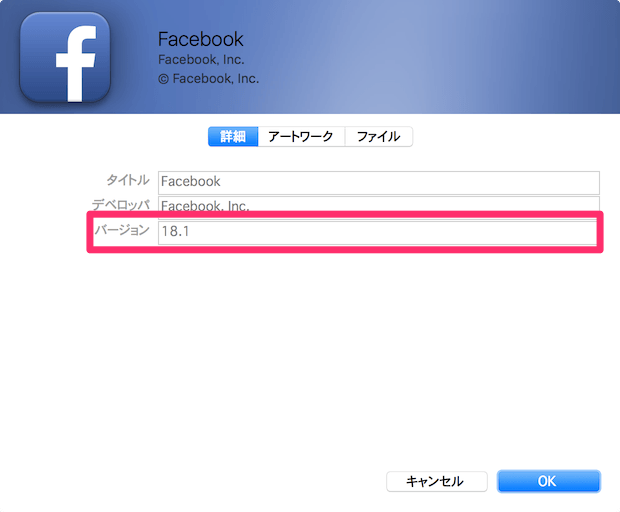 Facebook
Facebook, Inc.
© Facebook, Inc.
詳細 アートワーク ファイル
タイトル Facebook
デベロッパ Facebook, Inc.
バージョン 18.1
キャンセル OK